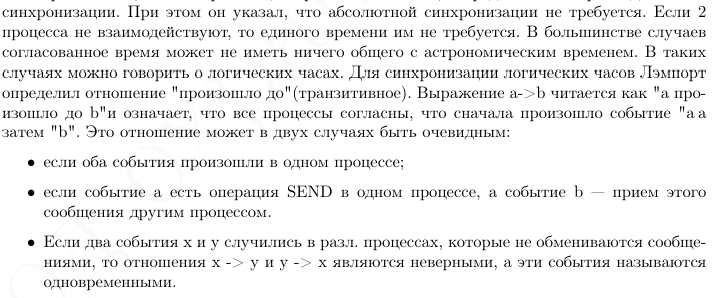 синхронизации. При этом он указал, что абсолютной синхронизации не требуется. Если 2
процесса не взаимодействуют, то единого времени им не требуется. В большинстве случаев
согласованное время может не иметь ничего общего с астрономическим временем. В таких
случаях можно говорить о логических часах. Для синхронизации логических часов Лэмпорт
определил отношение "произошло до"(транзитивное). Выражение a->b читается как "a про-
изошло до b"и означает, что все процессы согласны, что сначала произошло событие "a а
затем "b". Это отношение может в двух случаях быть очевидным:
• если оба события произошли в одном процессе;
• если событие a есть операция SEND в одном процессе, а событие b — прием этого
сообщения другим процессом.
• Если два события x и y случились в разл. процессах, которые не обмениваются сообще-
ниями, то отношения x -> y и y -> x являются неверными, а эти события называются
одновременными.